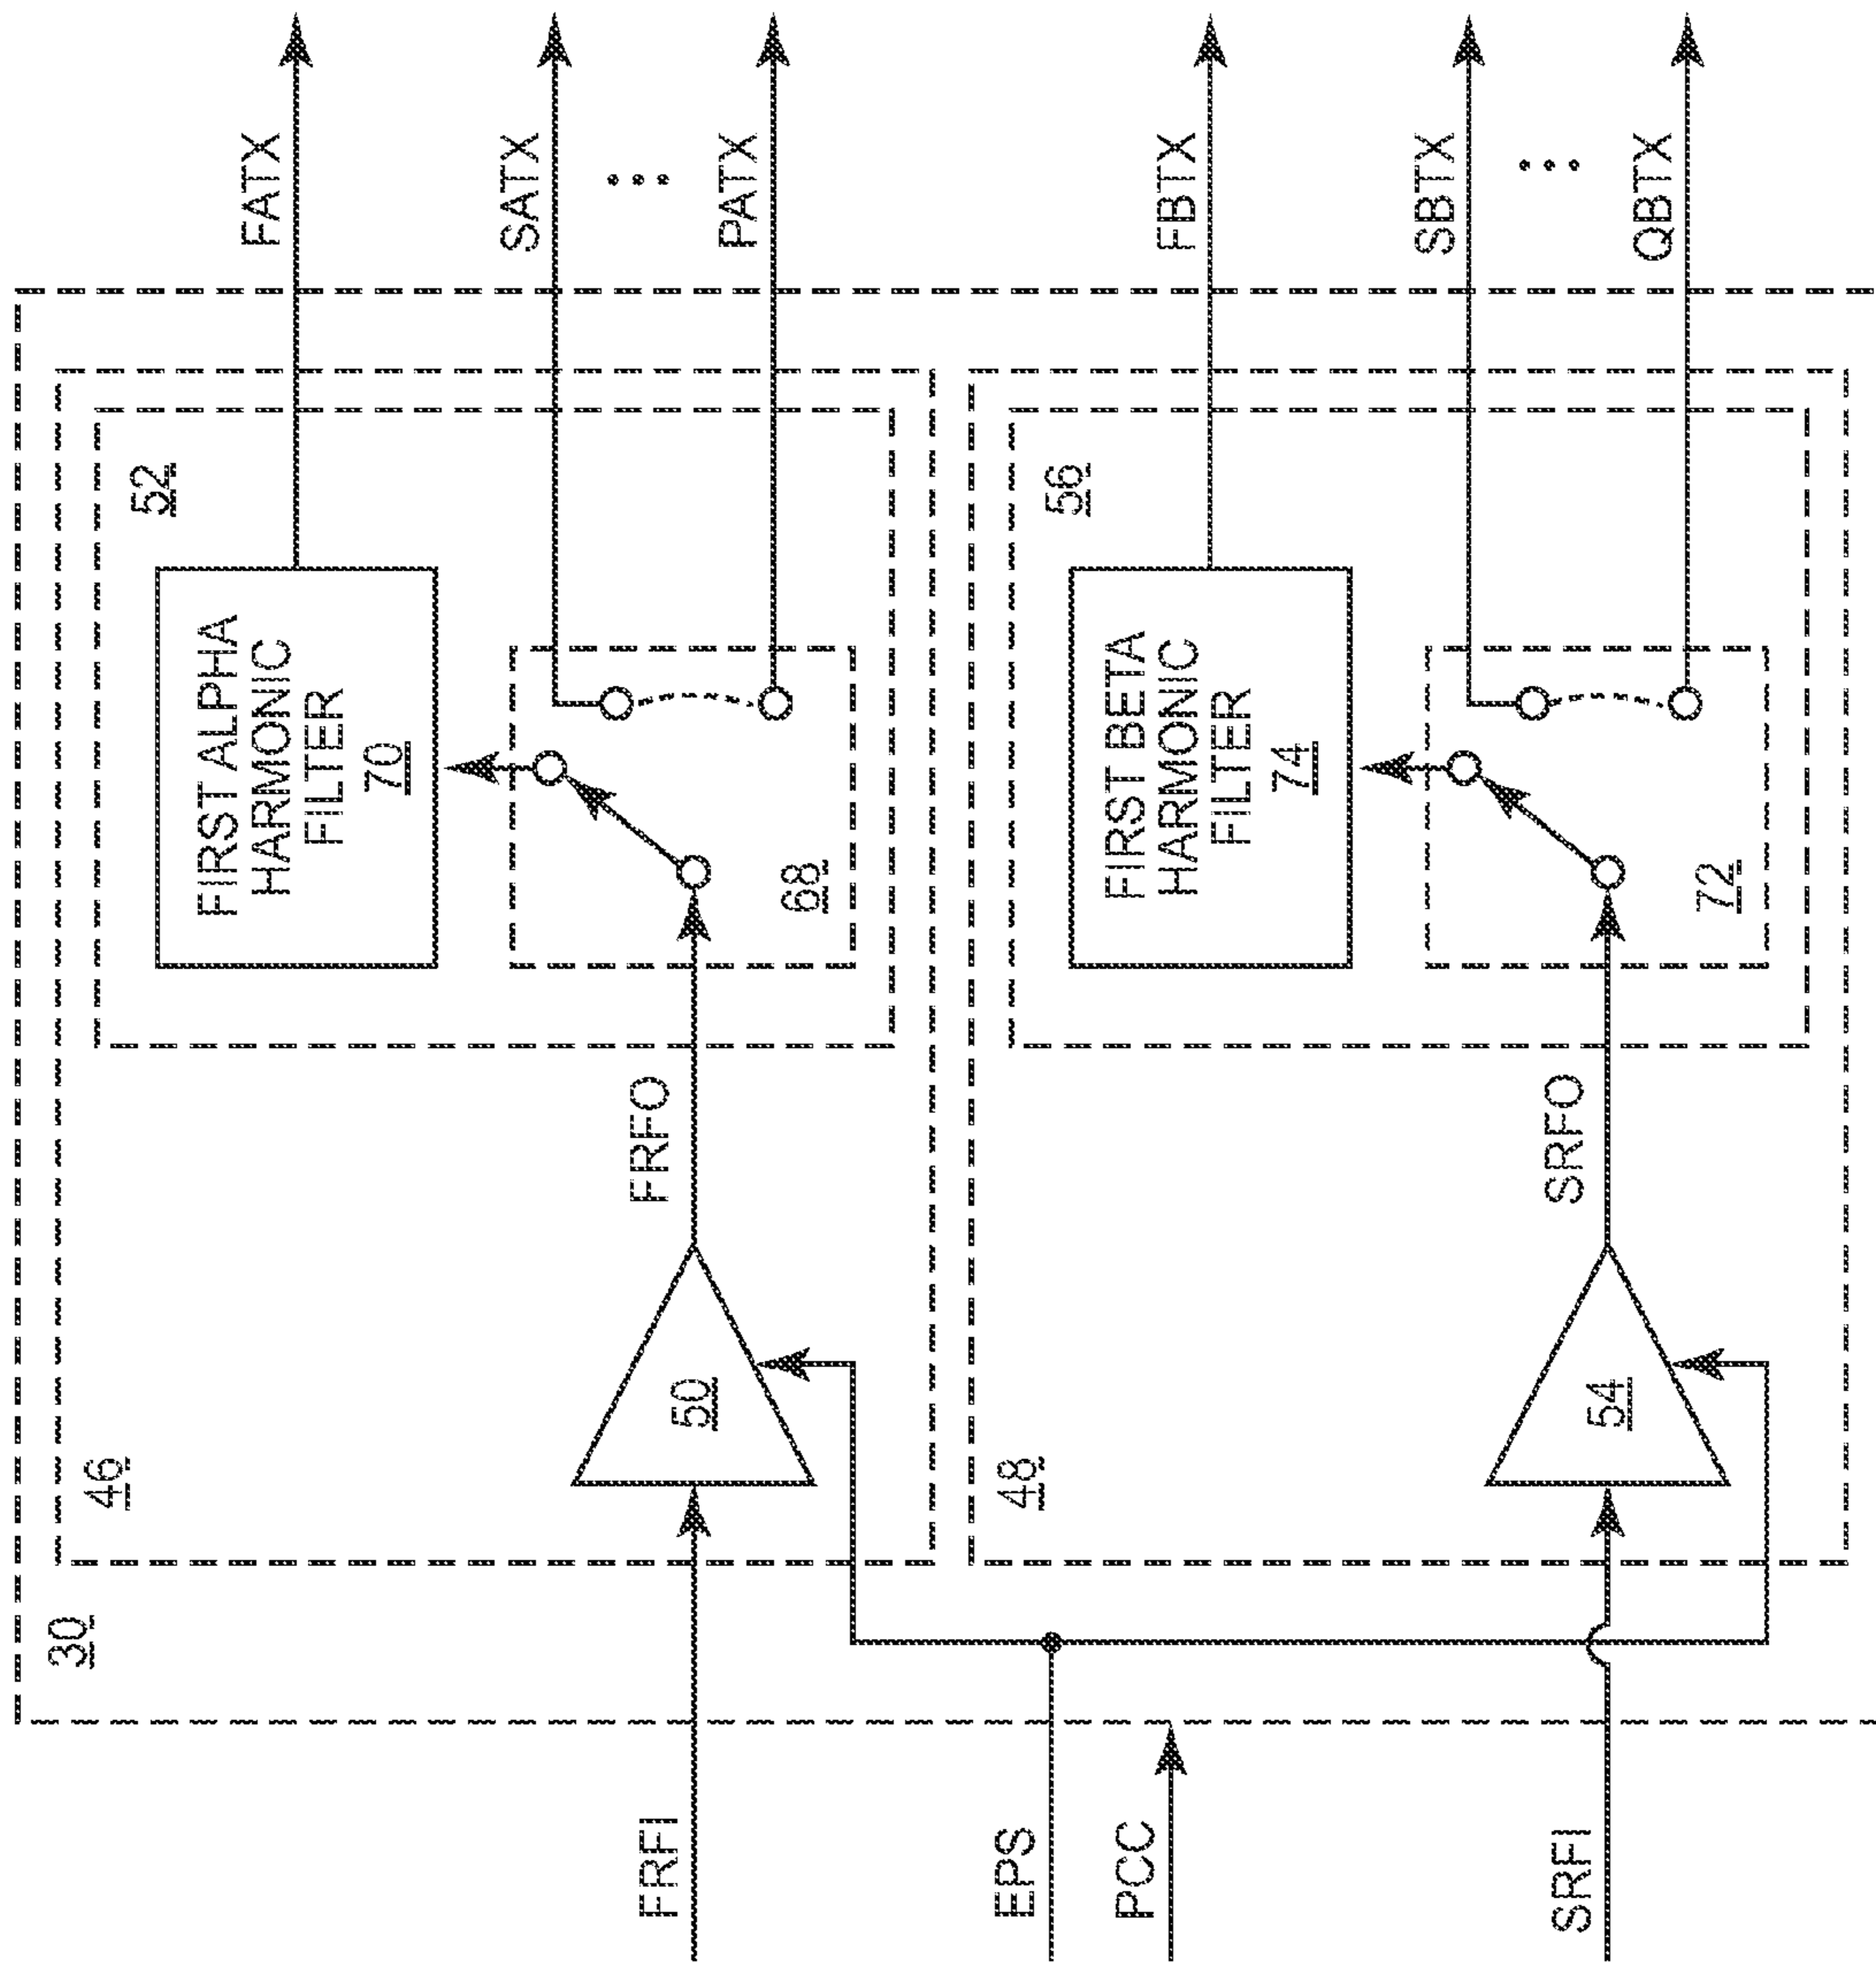 30
46
52
FIRST ALPHA
HARMONIC
FILTER
70
FATX
SATX
PATX
FRFI
50
FRFO
68
EPS
PCC
48
56
FIRST BETA
HARMONIC
FILTER
74
FBTX
SBTX
QBTX
SRFI
54
SRFO
72